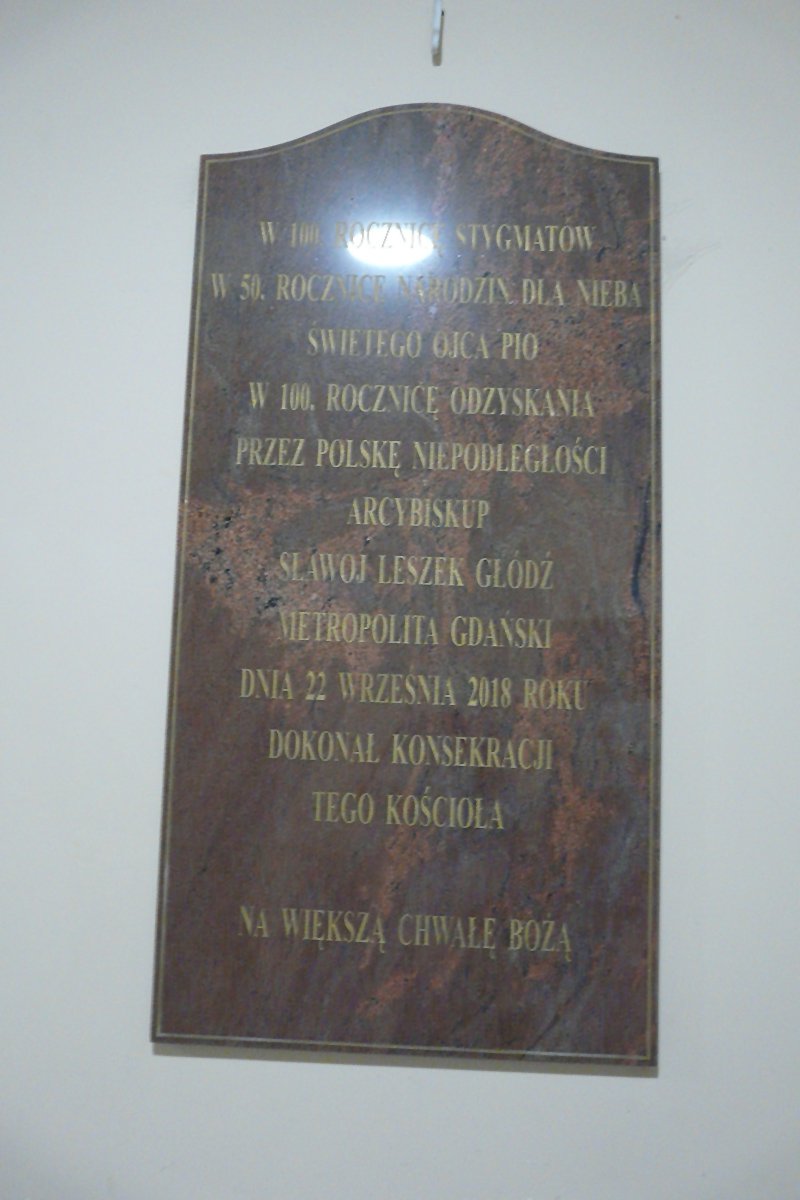 W 100. ROCZNICĘ STYGMATÓW
W 50. ROCZNICĘ NARODZIN DLA NIEBA
ŚWIĘTEGO OJCA PIO
W 100. ROCZNICĘ ODZYSKANIA
PRZEZ POLSKĘ NIEPODLEGŁOŚCI
ARCYBISKUP
SŁAWOJ LESZEK GŁÓDŹ
METROPOLITA GDAŃSKI
DNIA 22 WRZEŚNIA 2018 ROKU
DOKONAŁ KONSEKRACJI
TEGO KOŚCIOŁA
NA WIĘKSZĄ CHWAŁĘ BOŻĄ